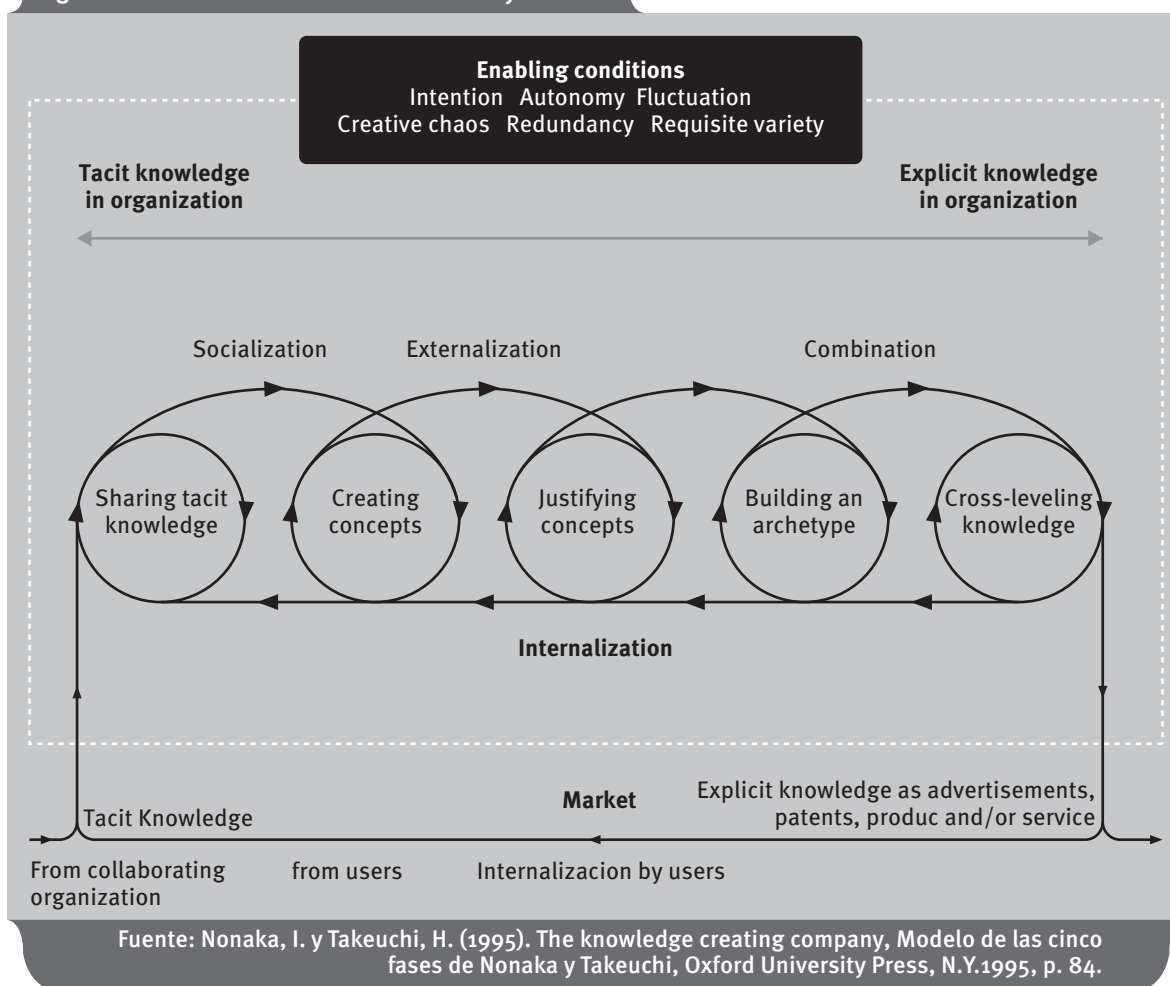 Enabling conditions
Intention Autonomy Fluctuation
Creative chaos Redundancy Requisite variety
Tacit knowledge
in organization
Explicit knowledge
in organization
Socialization
Externalization
Combination
Sharing tacit
knowledge
Creating
concepts
Justifying
concepts
Building an
archetype
Cross-leveling
knowledge
Internalization
Market
Tacit Knowledge
Explicit knowledge as advertisements,
patents, produc and/or service
From collaborating
organization
from users
Internalizacion by users
Fuente: Nonaka, I. y Takeuchi, H. (1995). The knowledge creating company, Modelo de las cinco
fases de Nonaka y Takeuchi, Oxford University Press, N.Y.1995, p. 84.